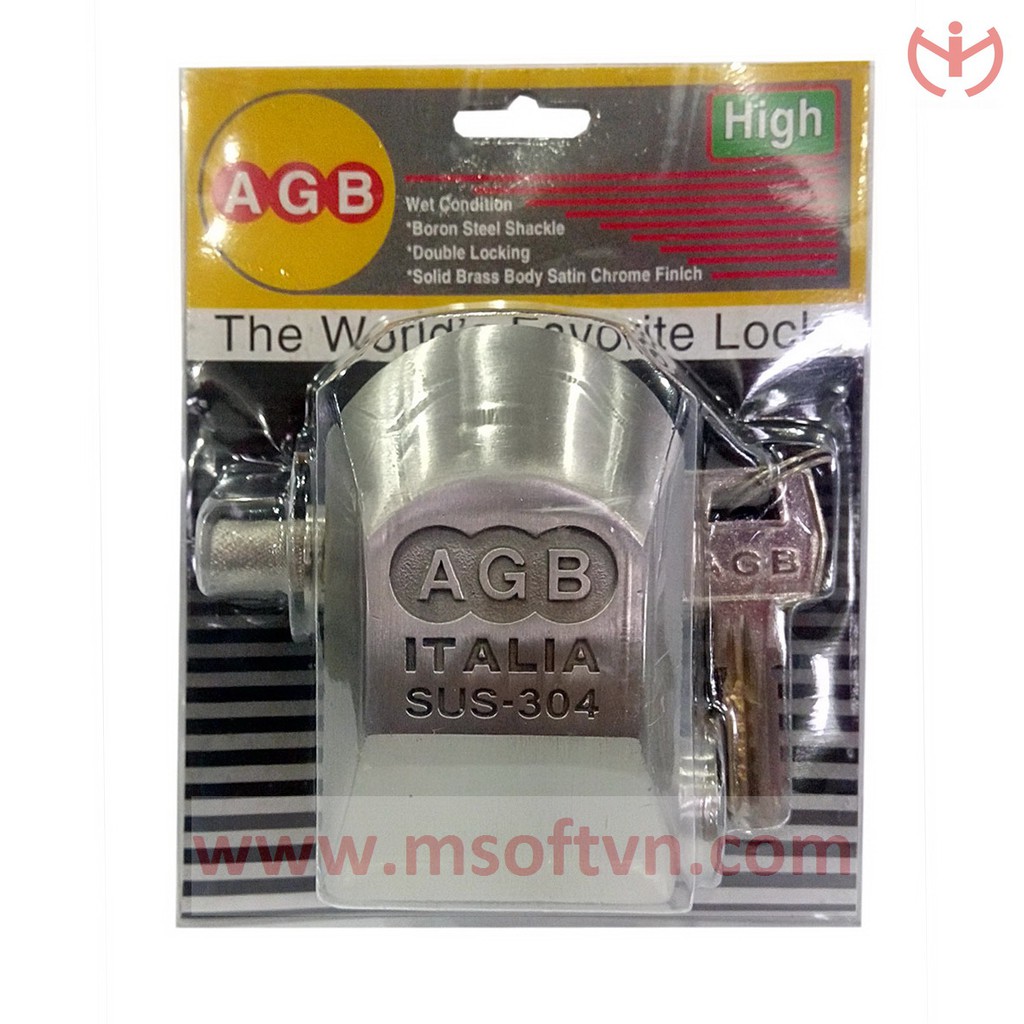 High
AGB
Wet Condition
*Boron Steel Shackle
*Double Locking
*Solid Brass Body Satin Chrome Finich
The World's Favorite Lock
AGB
ITALIA
SUS-304
AGB
www.msoftvn.com